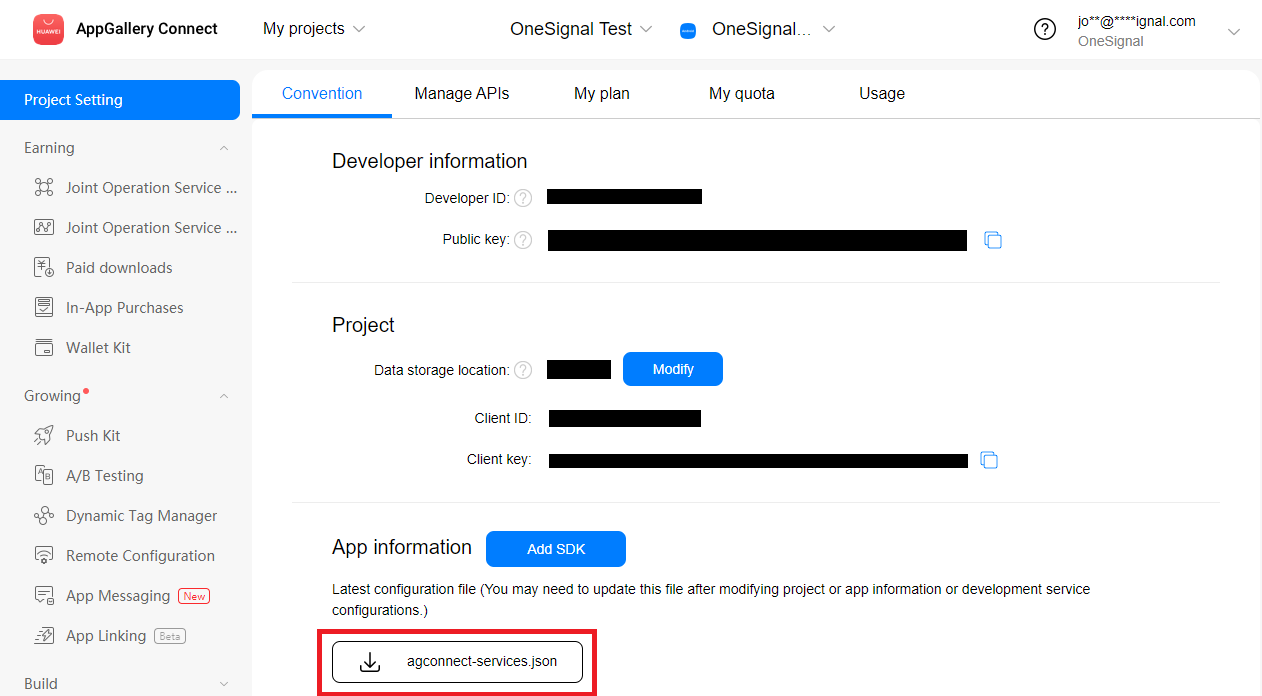 HUAWEI
AppGallery Connect
My projects
OneSignal Test
OneSignal...
?
jo**@****ignal.com
OneSignal
Project Setting
Earning
Joint Operation Service ...
Joint Operation Service ...
Paid downloads
In-App Purchases
Wallet Kit
Growing
Push Kit
A/B Testing
Dynamic Tag Manager
Remote Configuration
App Messaging New
App Linking Beta
Build
Convention
Manage APIs
My plan
My quota
Usage
Developer information
Developer ID: ?
Public key: ?
Project
Data storage location: ?
Modify
Client ID:
Client key:
App information
Add SDK
Latest configuration file (You may need to update this file after modifying project or app information or development service
configurations.)
agconnect-services.json